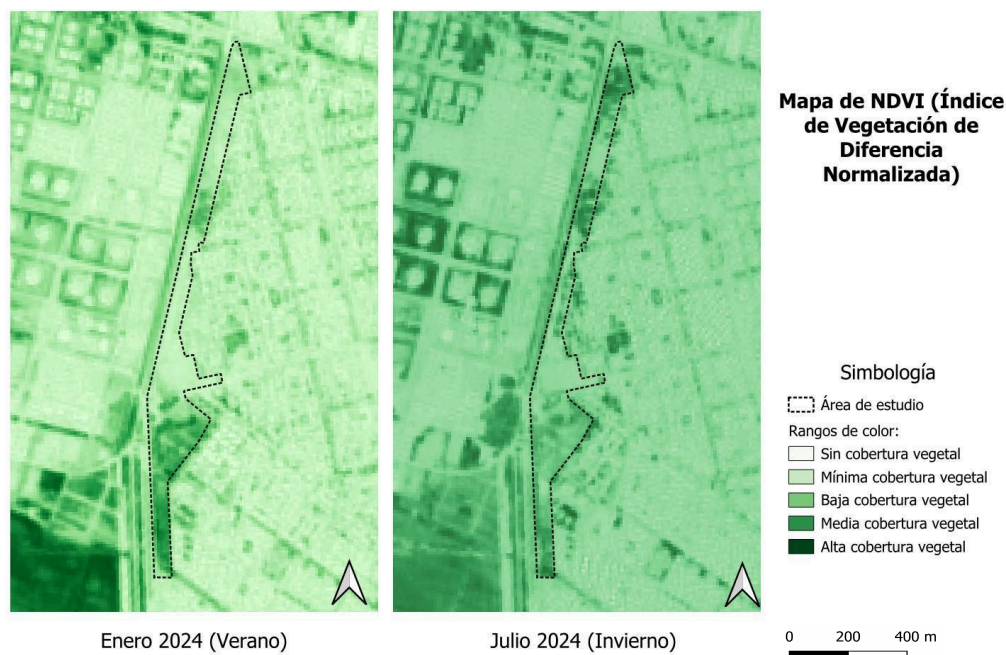 Mapa de NDVI (Índice
de Vegetación de
Diferencia
Normalizada)
Simbología
Área de estudio
Rangos de color:
Sin cobertura vegetal
Mínima cobertura vegetal
Baja cobertura vegetal
Media cobertura vegetal
Alta cobertura vegetal
Enero 2024 (Verano)
Julio 2024 (Invierno)
0 200 400 m